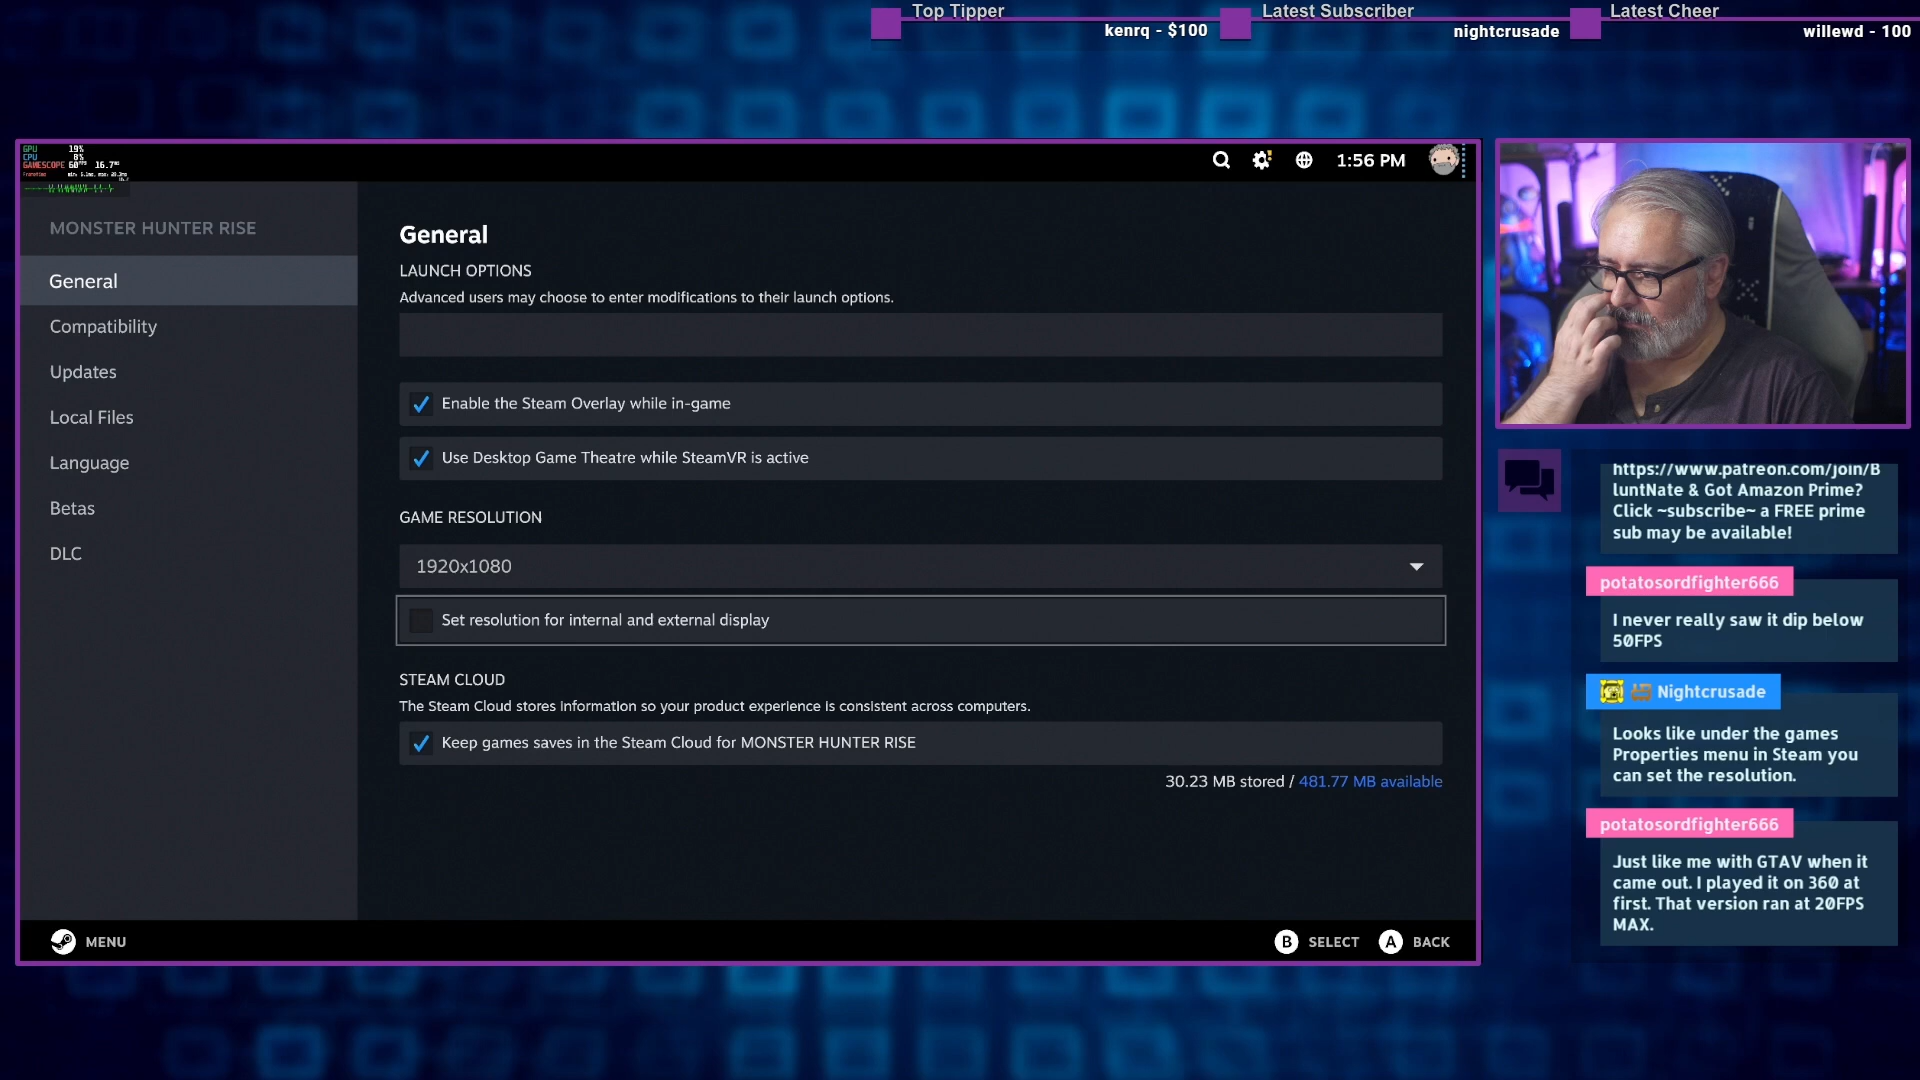 Top Tipper
kenrq - $100
Latest Subscriber
nightcrusade
Latest Cheer
willewd - 100
GPU 19%
CPU 8%
GAMESCOPE 60FPS 16.7ms
1:56 PM
MONSTER HUNTER RISE
General
Compatibility
Updates
Local Files
Language
Betas
DLC
General
LAUNCH OPTIONS
Advanced users may choose to enter modifications to their launch options.
Enable the Steam Overlay while in-game
Use Desktop Game Theatre while SteamVR is active
GAME RESOLUTION
1920x1080
Set resolution for internal and external display
STEAM CLOUD
The Steam Cloud stores information so your product experience is consistent across computers.
Keep games saves in the Steam Cloud for MONSTER HUNTER RISE
30.23 MB stored / 481.77 MB available
MENU
B SELECT
A BACK
https://www.patreon.com/join/B
luntNate & Got Amazon Prime?
Click ~subscribe~ a FREE prime
sub may be available!
potatosordfighter666
I never really saw it dip below
50FPS
Nightcrusade
Looks like under the games
Properties menu in Steam you
can set the resolution.
potatosordfighter666
Just like me with GTAV when it
came out. I played it on 360 at
first. That version ran at 20FPS
MAX.